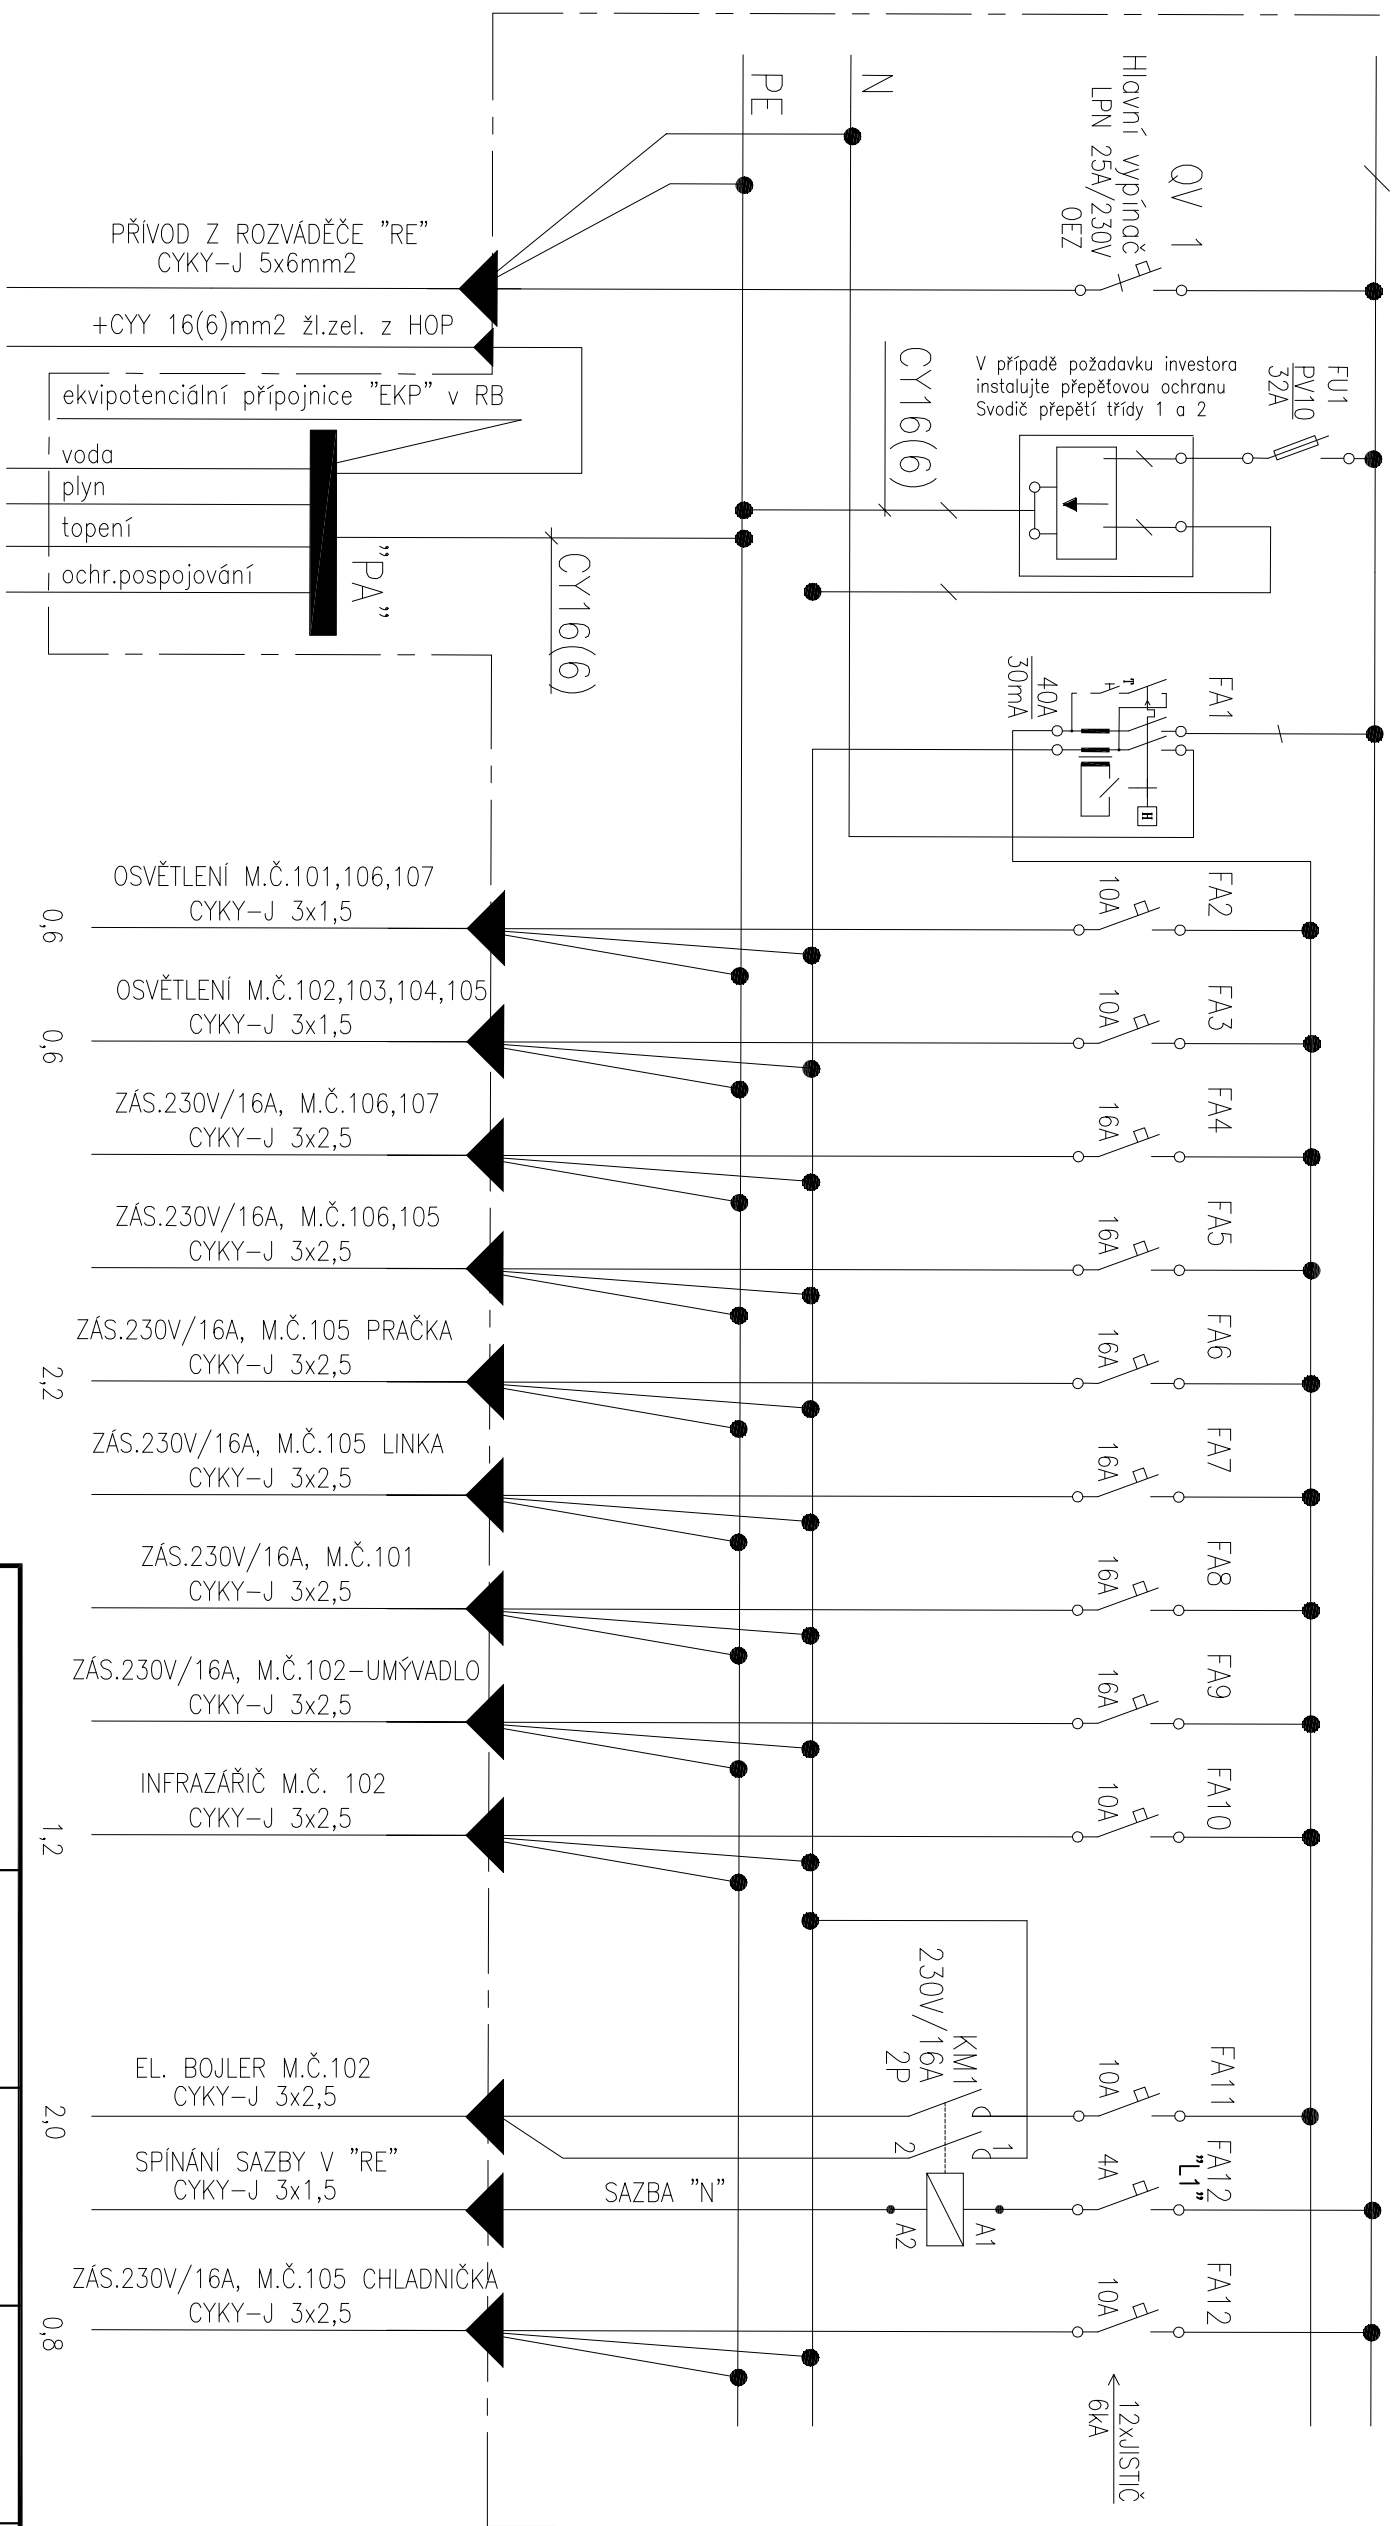 N
PE
Hlavní vypínač
LPN 25A/230V
OEZ
QV 1
PŘÍVOD Z ROZVÁDĚČE "RE"
CYKY-J 5x6mm2
+CYY 16(6)mm2 žl.zel. z HOP
ekvipotenciální přípojnice "EKP" v RB
voda
plyn
topení
ochr.pospojování
"PA"
CY16(6)
CY16(6)
V případě požadavku investora
instalujte přepěťovou ochranu
Svodič přepětí třídy 1 a 2
FU1
PV10
32A
FA1
40A
30mA
T
H
OSVĚTLENÍ M.Č.101,106,107
CYKY-J 3x1,5
0,6
10A
FA2
OSVĚTLENÍ M.Č.102,103,104,105
CYKY-J 3x1,5
0,6
10A
FA3
ZÁS.230V/16A, M.Č.106,107
CYKY-J 3x2,5
16A
FA4
ZÁS.230V/16A, M.Č.106,105
CYKY-J 3x2,5
16A
FA5
ZÁS.230V/16A, M.Č.105 PRAČKA
CYKY-J 3x2,5
2,2
16A
FA6
ZÁS.230V/16A, M.Č.105 LINKA
CYKY-J 3x2,5
16A
FA7
ZÁS.230V/16A, M.Č.101
CYKY-J 3x2,5
16A
FA8
ZÁS.230V/16A, M.Č.102-UMÝVADLO
CYKY-J 3x2,5
16A
FA9
INFRAZÁŘIČ M.Č. 102
CYKY-J 3x2,5
1,2
10A
FA10
KM1
230V/16A
2P
EL. BOJLER M.Č.102
CYKY-J 3x2,5
2,0
10A
FA11
1
2
SPÍNÁNÍ SAZBY V "RE"
CYKY-J 3x1,5
SAZBA "N"
A2
A1
4A
FA12
"L1"
ZÁS.230V/16A, M.Č.105 CHLADNIČKA
CYKY-J 3x2,5
0,8
10A
FA12
12xJISTIČ
6kA